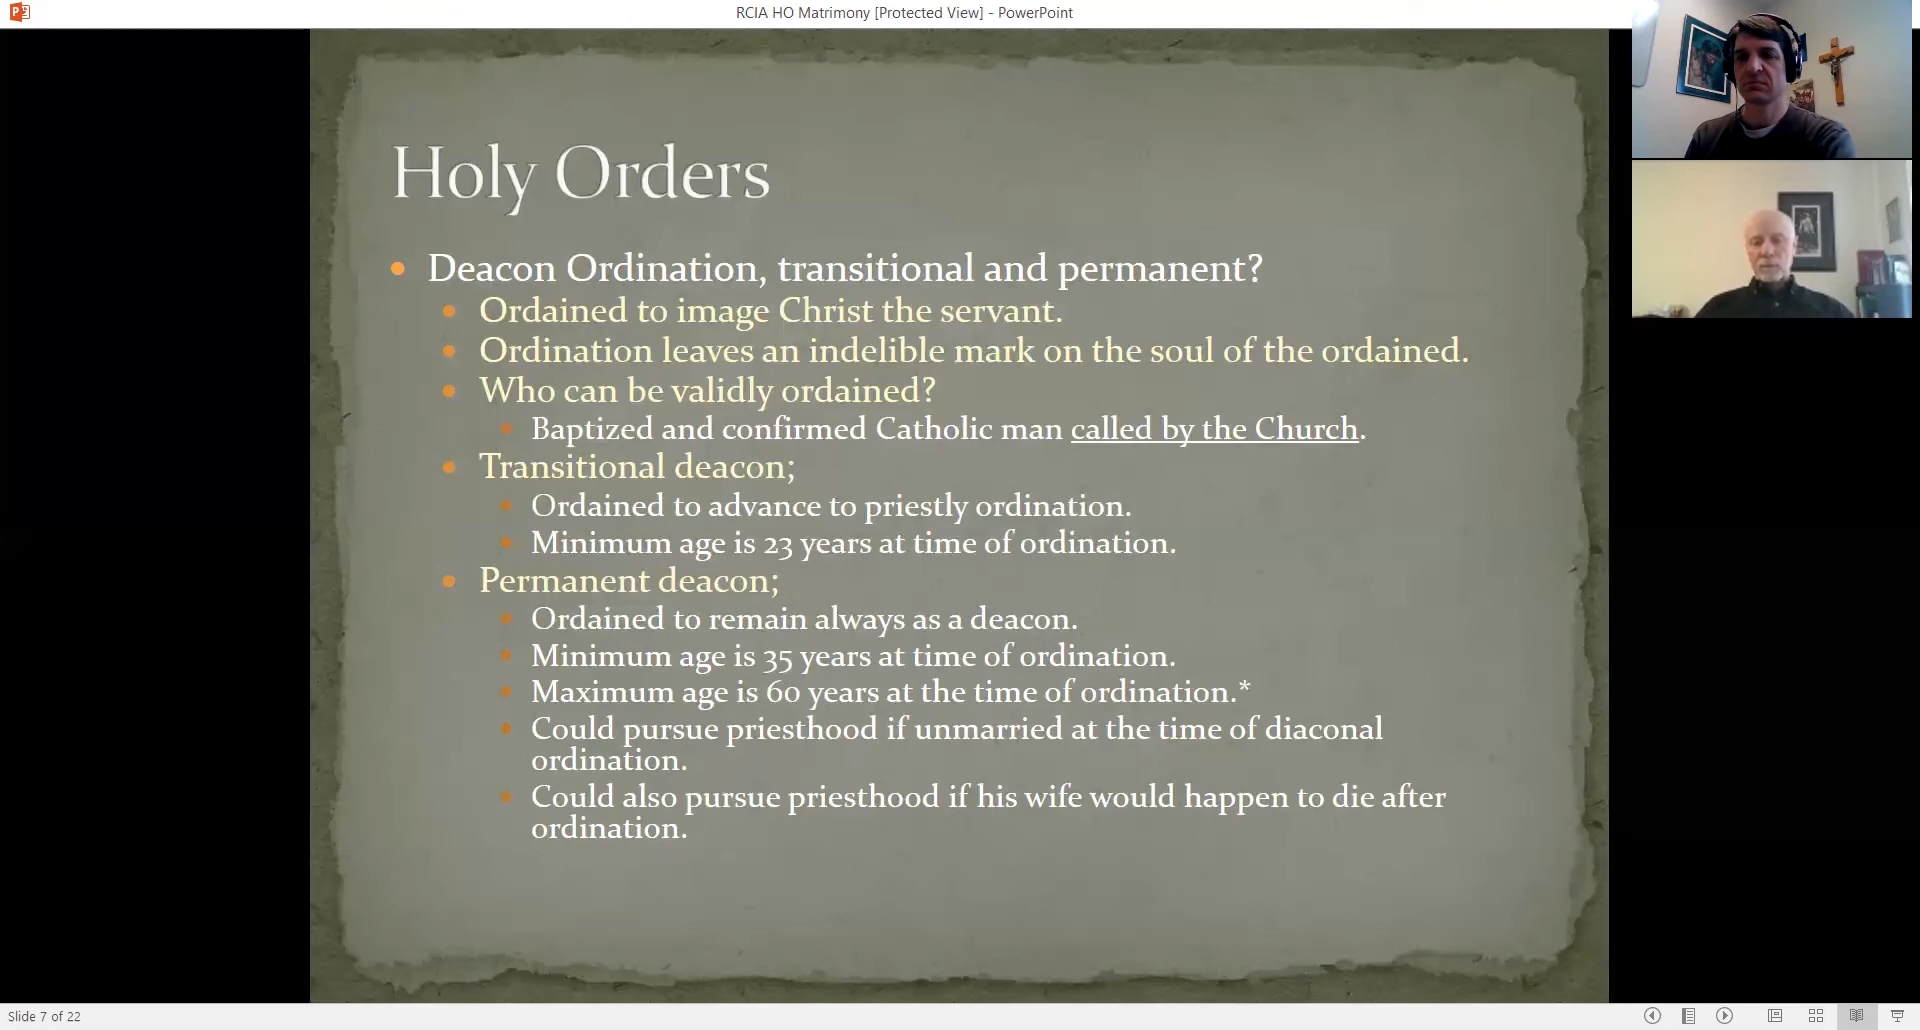 RCIA HO Matrimony [Protected View] - PowerPoint
Holy Orders
Deacon Ordination, transitional and permanent?
Ordained to image Christ the servant.
Ordination leaves an indelible mark on the soul of the ordained.
Who can be validly ordained?
Baptized and confirmed Catholic man called by the Church.
Transitional deacon;
Ordained to advance to priestly ordination.
Minimum age is 23 years at time of ordination.
Permanent deacon;
Ordained to remain always as a deacon.
Minimum age is 35 years at time of ordination.
Maximum age is 60 years at the time of ordination.*
Could pursue priesthood if unmarried at the time of diaconal
ordination.
Could also pursue priesthood if his wife would happen to die after
ordination.
Slide 7 of 22